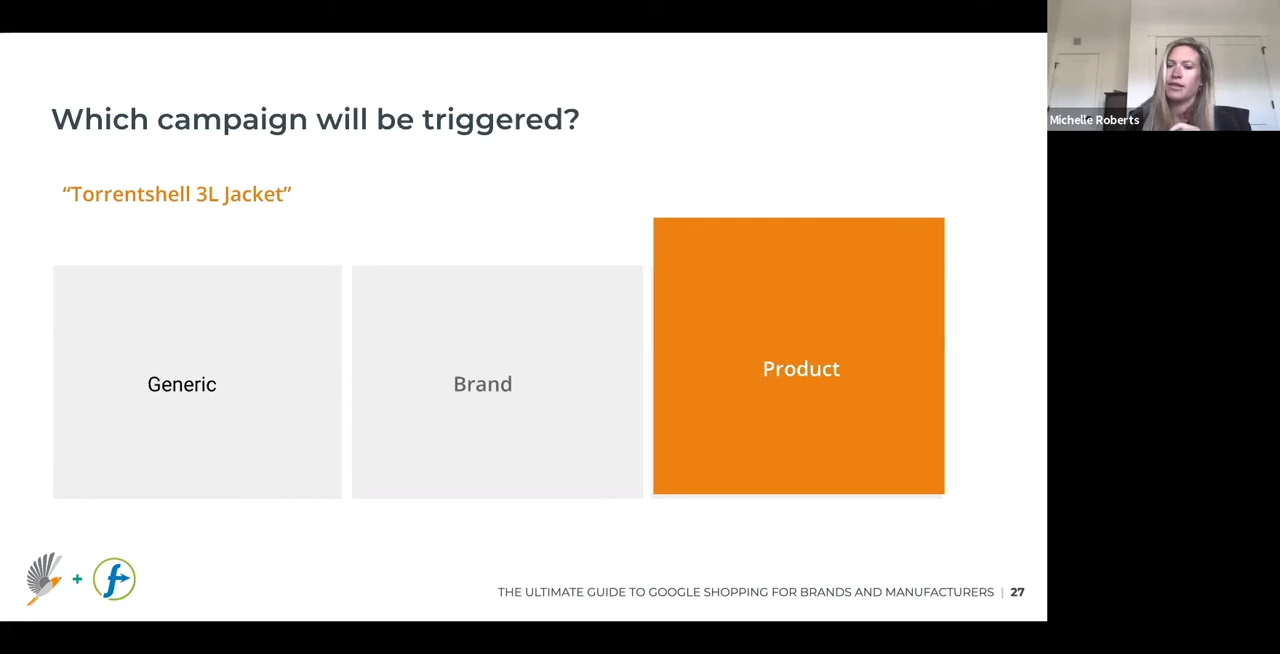 Which campaign will be triggered?
“Torrentshell 3L Jacket”
Generic
Brand
Product
+
THE ULTIMATE GUIDE TO GOOGLE SHOPPING FOR BRANDS AND MANUFACTURERS | 27
Michelle Roberts